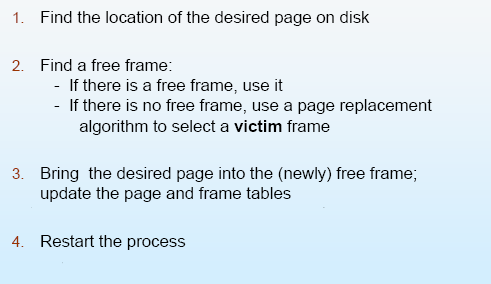 1. Find the location of the desired page on disk
2. Find a free frame:
- If there is a free frame, use it
- If there is no free frame, use a page replacement
algorithm to select a victim frame
3. Bring the desired page into the (newly) free frame;
update the page and frame tables
4. Restart the process